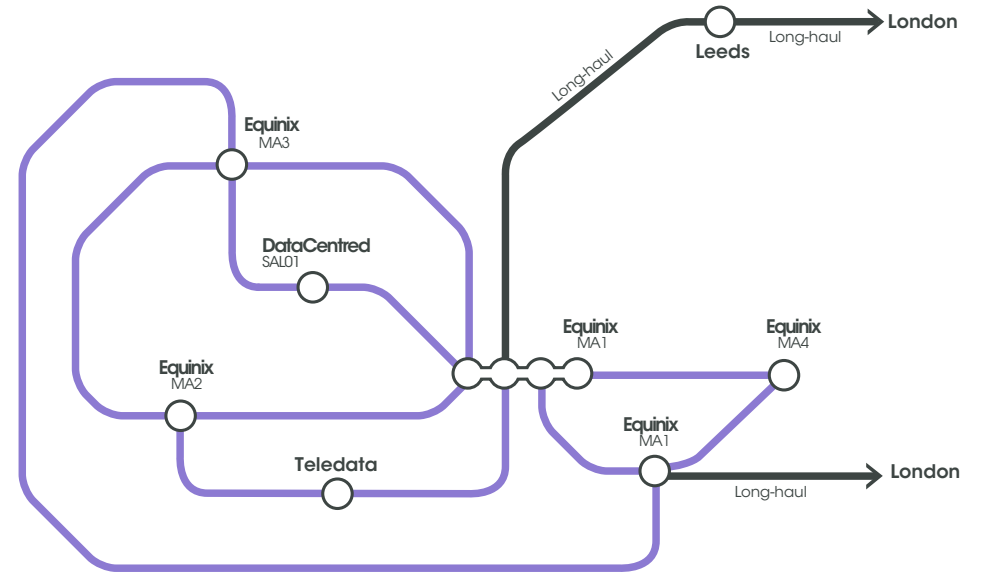 London
Long-haul
Leeds
Long-haul
Equinix
MA3
DataCentred
SAL01
Equinix
MA1
Equinix
MA4
Equinix
MA2
Equinix
MA1
Teledata
London
Long-haul